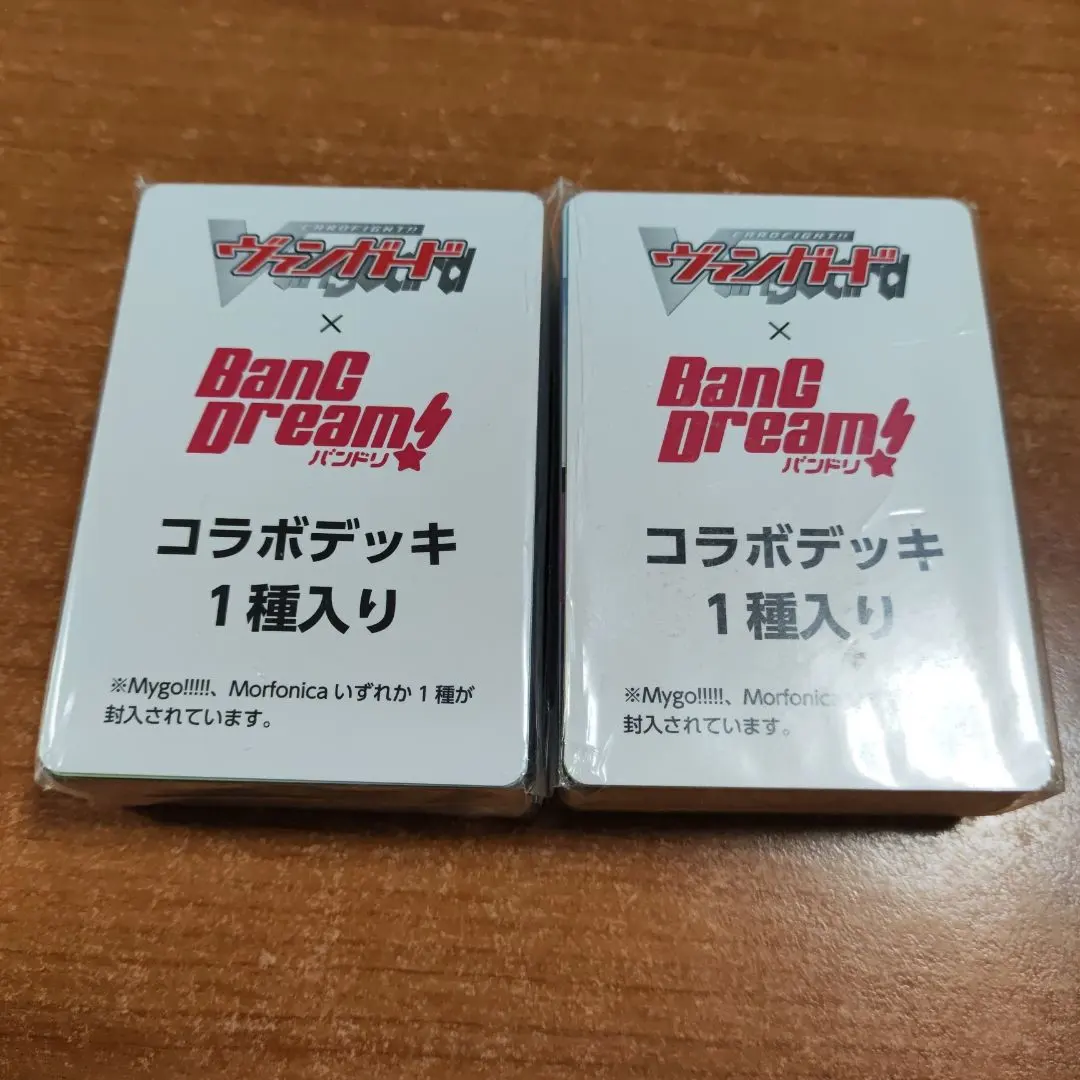 CARDFIGHT!!
ヴァンガード
Vanguard
×
BanG
Dream!
バンドリ
コラボデッキ
1種入り
※Mygo!!!!!、Morfonica いずれか 1 種が
封入されています。
CARDFIGHT!!
ヴァンガード
Vanguard
×
BanG
Dream!
バンドリ
コラボデッキ
1種入り
※Mygo!!!!!、Morfonica
封入されています。